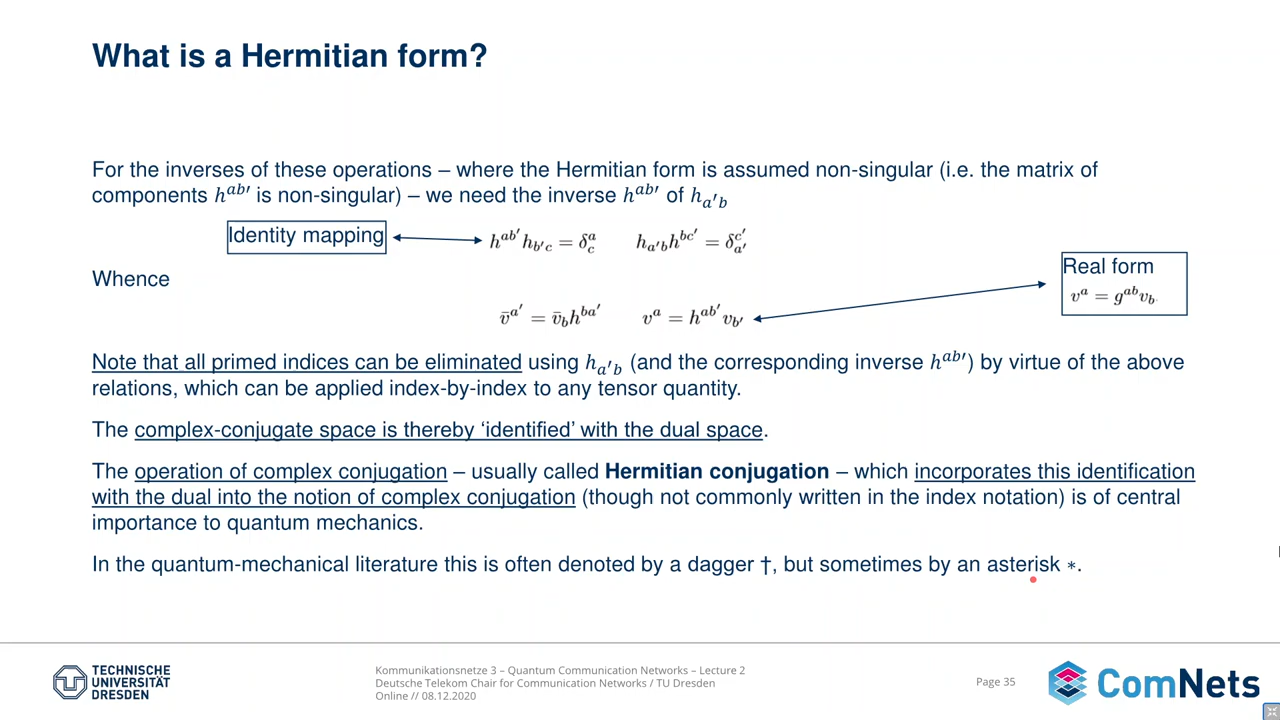 What is a Hermitian form?
For the inverses of these operations – where the Hermitian form is assumed non-singular (i.e. the matrix of
components h^{ab′} is non-singular) – we need the inverse h^{ab′} of h_{a′b}
Identity mapping
h^{ab′}h_{b′c} = δ^a_c   h_{a′b}h^{bc′} = δ^{c′}_{a′}
Real form
v^a = g^{ab}v_b.
Whence
v̄^{a′} = v̄_b h^{ba′}   v^a = h^{ab′}v_{b′}
Note that all primed indices can be eliminated using h_{a′b} (and the corresponding inverse h^{ab′}) by virtue of the above
relations, which can be applied index-by-index to any tensor quantity.
The complex-conjugate space is thereby ‘identified’ with the dual space.
The operation of complex conjugation – usually called Hermitian conjugation – which incorporates this identification
with the dual into the notion of complex conjugation (though not commonly written in the index notation) is of central
importance to quantum mechanics.
In the quantum-mechanical literature this is often denoted by a dagger †, but sometimes by an asterisk ∗.
TECHNISCHE
UNIVERSITÄT
DRESDEN
Kommunikationsnetze 3 – Quantum Communication Networks – Lecture 2
Deutsche Telekom Chair for Communication Networks / TU Dresden
Online // 08.12.2020
Page 35
ComNets